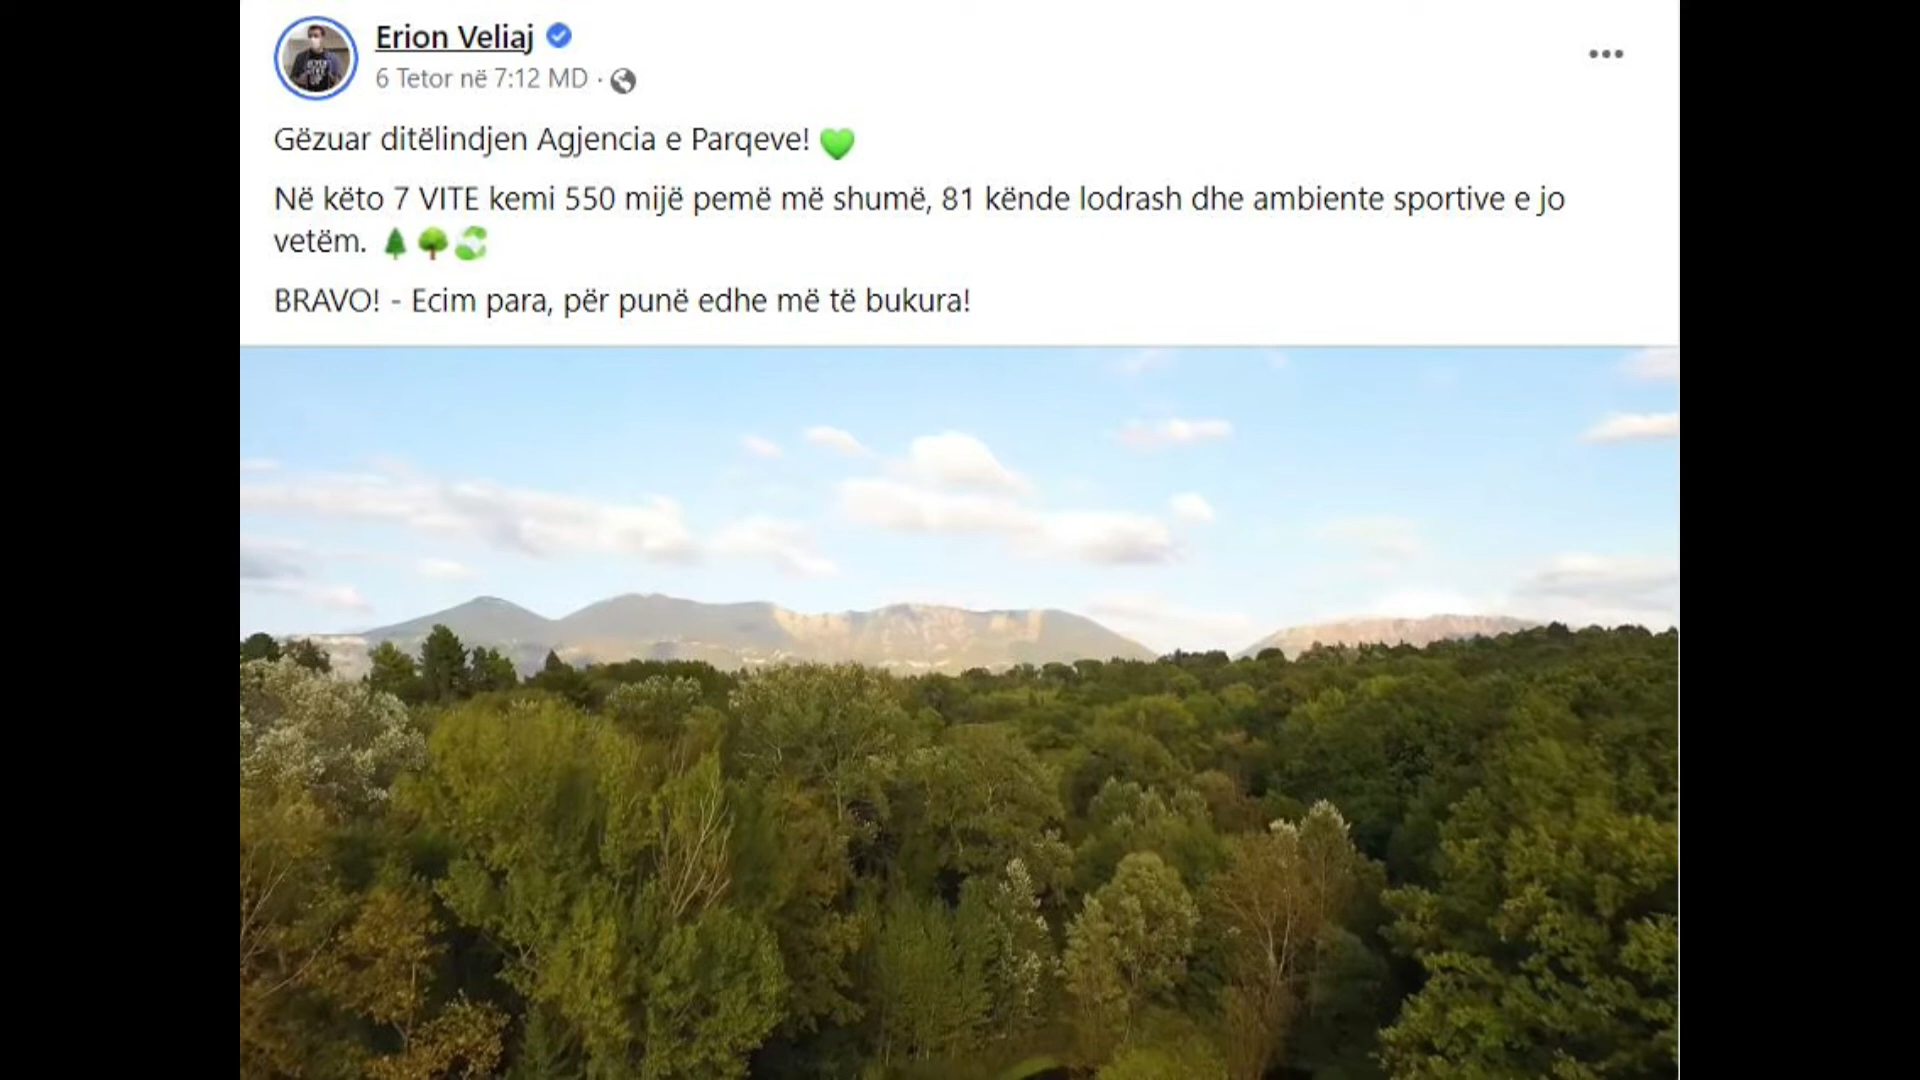 Erion Veliaj
6 Tetor në 7:12 MD ·
Gëzuar ditëlindjen Agjencia e Parqeve! 💚
Në këto 7 VITE kemi 550 mijë pemë më shumë, 81 kënde lodrash dhe ambiente sportive e jo
vetëm. 🌲🌳♻
BRAVO! - Ecim para, për punë edhe më të bukura!